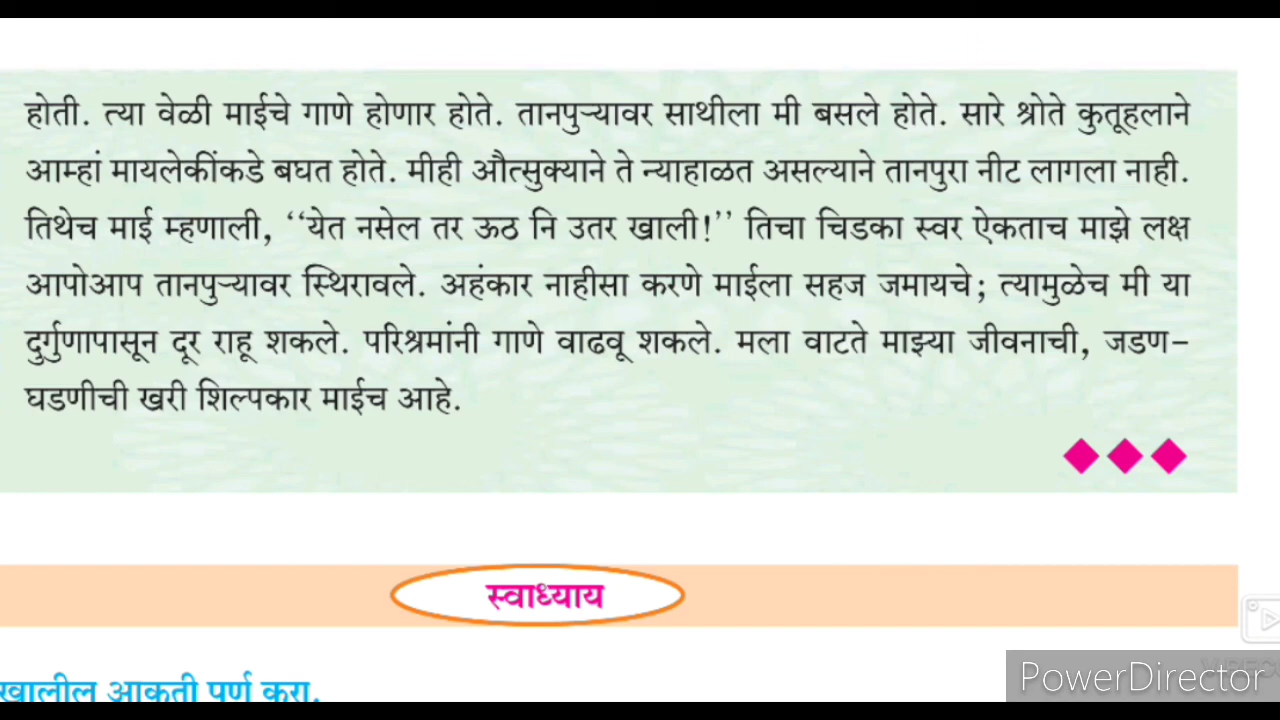 होती. त्या वेळी माईचे गाणे होणार होते. तानपुऱ्यावर साथीला मी बसले होते. सारे श्रोते कुतूहलाने
आम्हां मायलेकींकडे बघत होते. मीही औत्सुक्याने ते न्याहाळत असल्याने तानपुरा नीट लागला नाही.
तिथेच माई म्हणाली, ‘‘येत नसेल तर ऊठ नि उतर खाली!’’ तिचा चिडका स्वर ऐकताच माझे लक्ष
आपोआप तानपुऱ्यावर स्थिरावले. अहंकार नाहीसा करणे माईला सहज जमायचे; त्यामुळेच मी या
दुर्गुणापासून दूर राहू शकले. परिश्रमांनी गाणे वाढवू शकले. मला वाटते माझ्या जीवनाची, जडण-
घडणीची खरी शिल्पकार माईच आहे.
स्वाध्याय
खालील आकृती पूर्ण करा.
PowerDirector